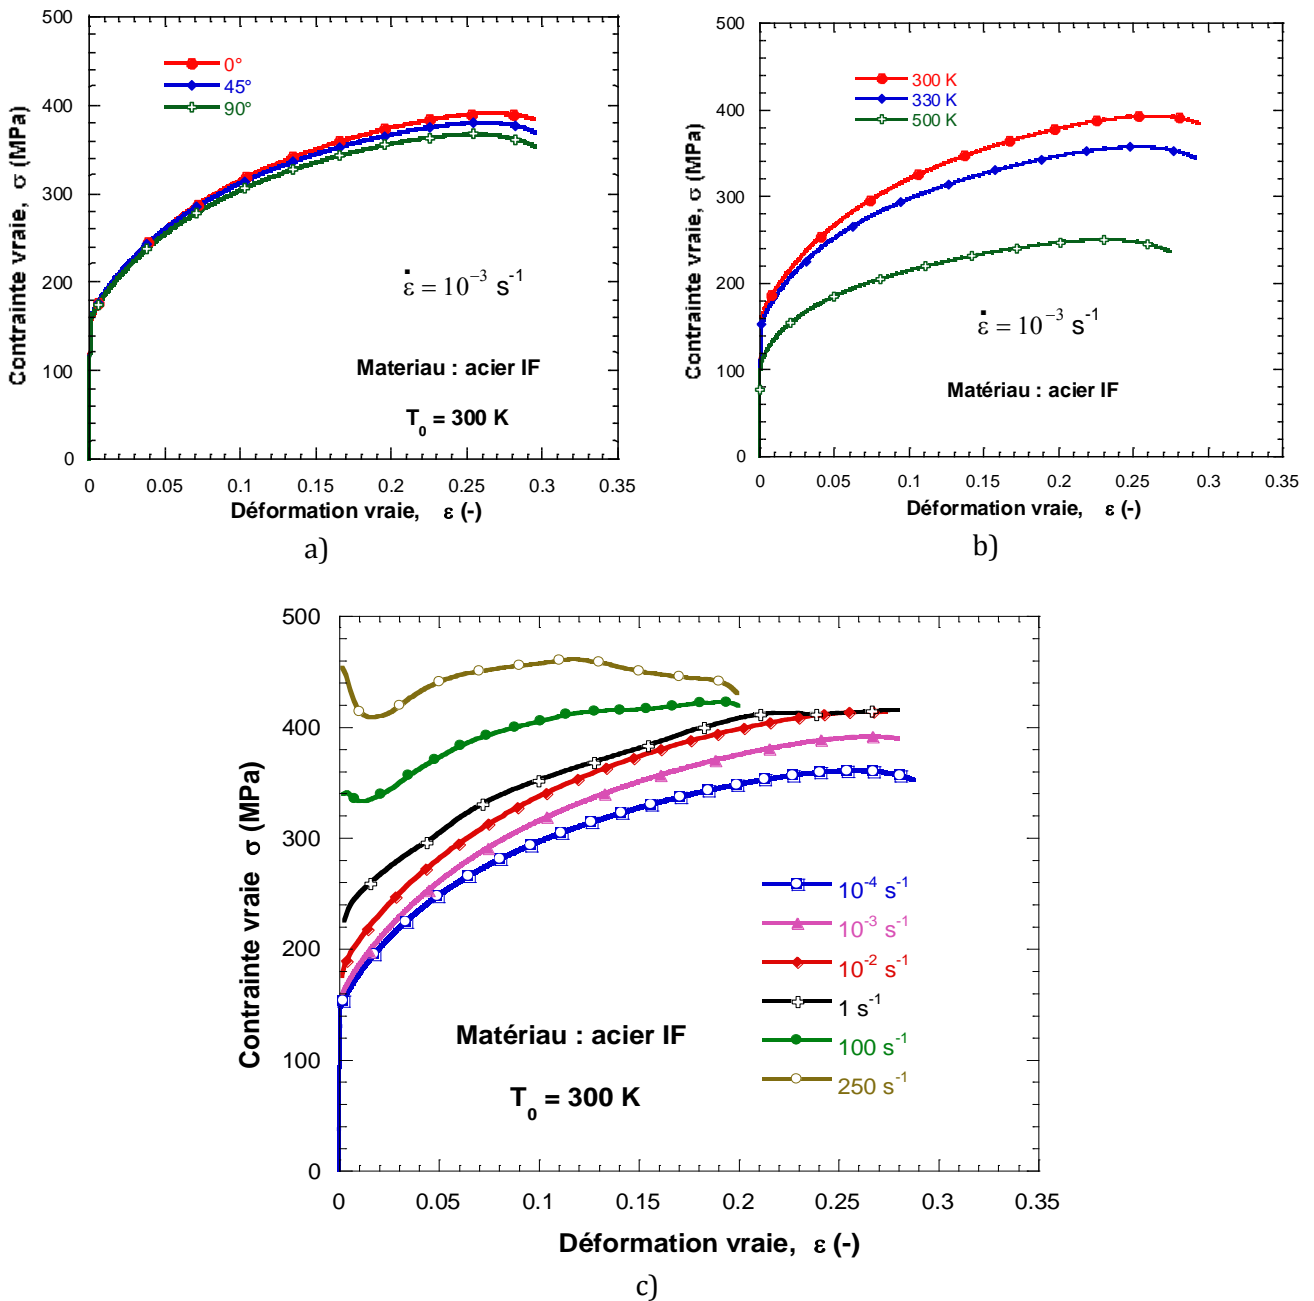 500
400
300
200
100
0
0
0.05
0.1
0.15
0.2
0.25
0.3
0.35
Contrainte vraie, σ (MPa)
Déformation vraie, ε (-)
0°
45°
90°
ε̇ = 10⁻³ s⁻¹
Materiau : acier IF
T₀ = 300 K
a)
500
400
300
200
100
0
0
0.05
0.1
0.15
0.2
0.25
0.3
0.35
Contrainte vraie, σ (MPa)
Déformation vraie, ε (-)
300 K
330 K
500 K
ε̇ = 10⁻³ s⁻¹
Matériau : acier IF
b)
500
400
300
200
100
0
0
0.05
0.1
0.15
0.2
0.25
0.3
0.35
Contrainte vraie σ (MPa)
Déformation vraie, ε (-)
10⁻⁴ s⁻¹
10⁻³ s⁻¹
10⁻² s⁻¹
1 s⁻¹
100 s⁻¹
250 s⁻¹
Matèriau : acier IF
T₀ = 300 K
c)